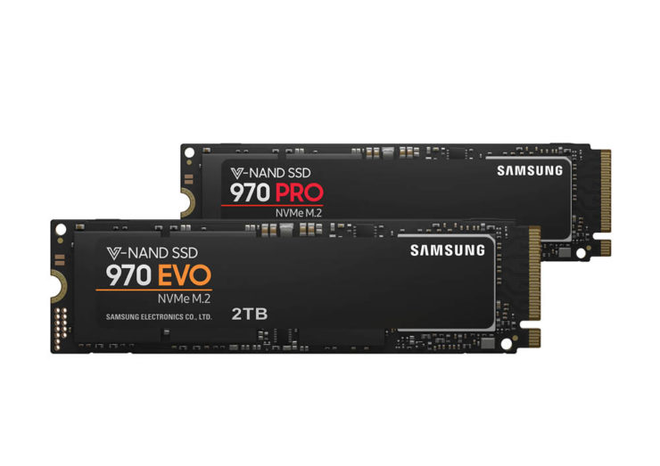 V-NAND SSD
970 PRO
NVMe M.2
SAMSUNG
V-NAND SSD
970 EVO
NVMe M.2
SAMSUNG ELECTRONICS CO., LTD.
2TB
SAMSUNG